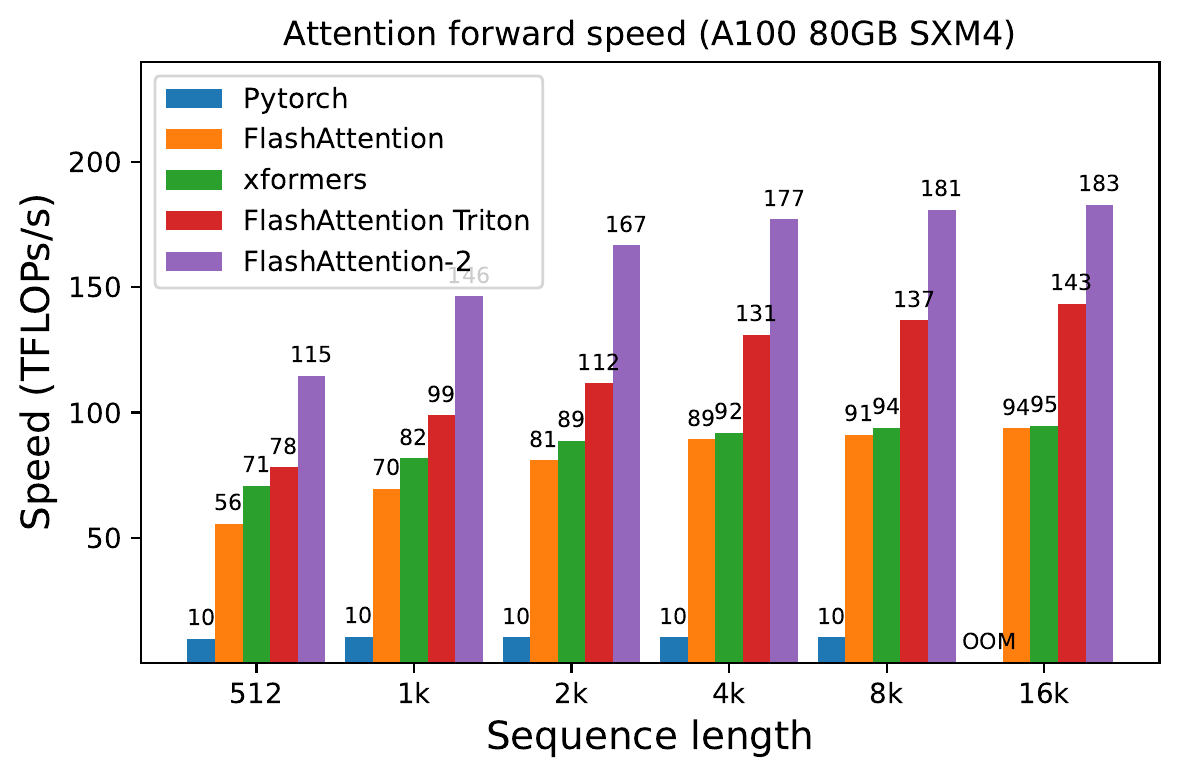 Attention forward speed (A100 80GB SXM4)
Pytorch
FlashAttention
xformers
FlashAttention Triton
FlashAttention-2
Speed (TFLOPs/s)
200
150
100
50
10 56 71 78 115
10 70 82 99 146
10 81 89 112 167
10 89 92 131 177
10 91 94 137 181
OOM 94 95 143 183
512 1k 2k 4k 8k 16k
Sequence length